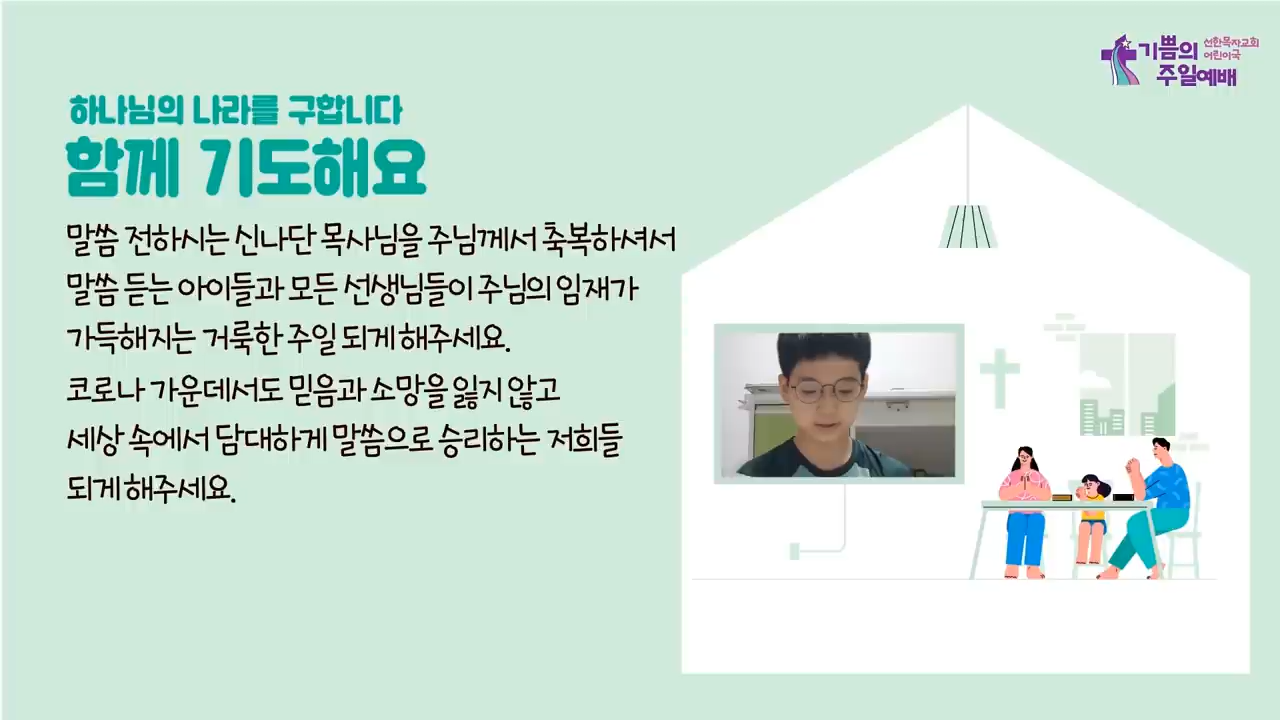 기쁨의
주일예배
선한목자교회
어린이국
하나님의 나라를 구합니다
함께 기도해요
말씀 전하시는 신나단 목사님을 주님께서 축복하셔서
말씀 듣는 아이들과 모든 선생님들이 주님의 임재가
가득해지는 거룩한 주일 되게 해주세요.
코로나 가운데서도 믿음과 소망을 잃지 않고
세상 속에서 담대하게 말씀으로 승리하는 저희들
되게 해주세요.